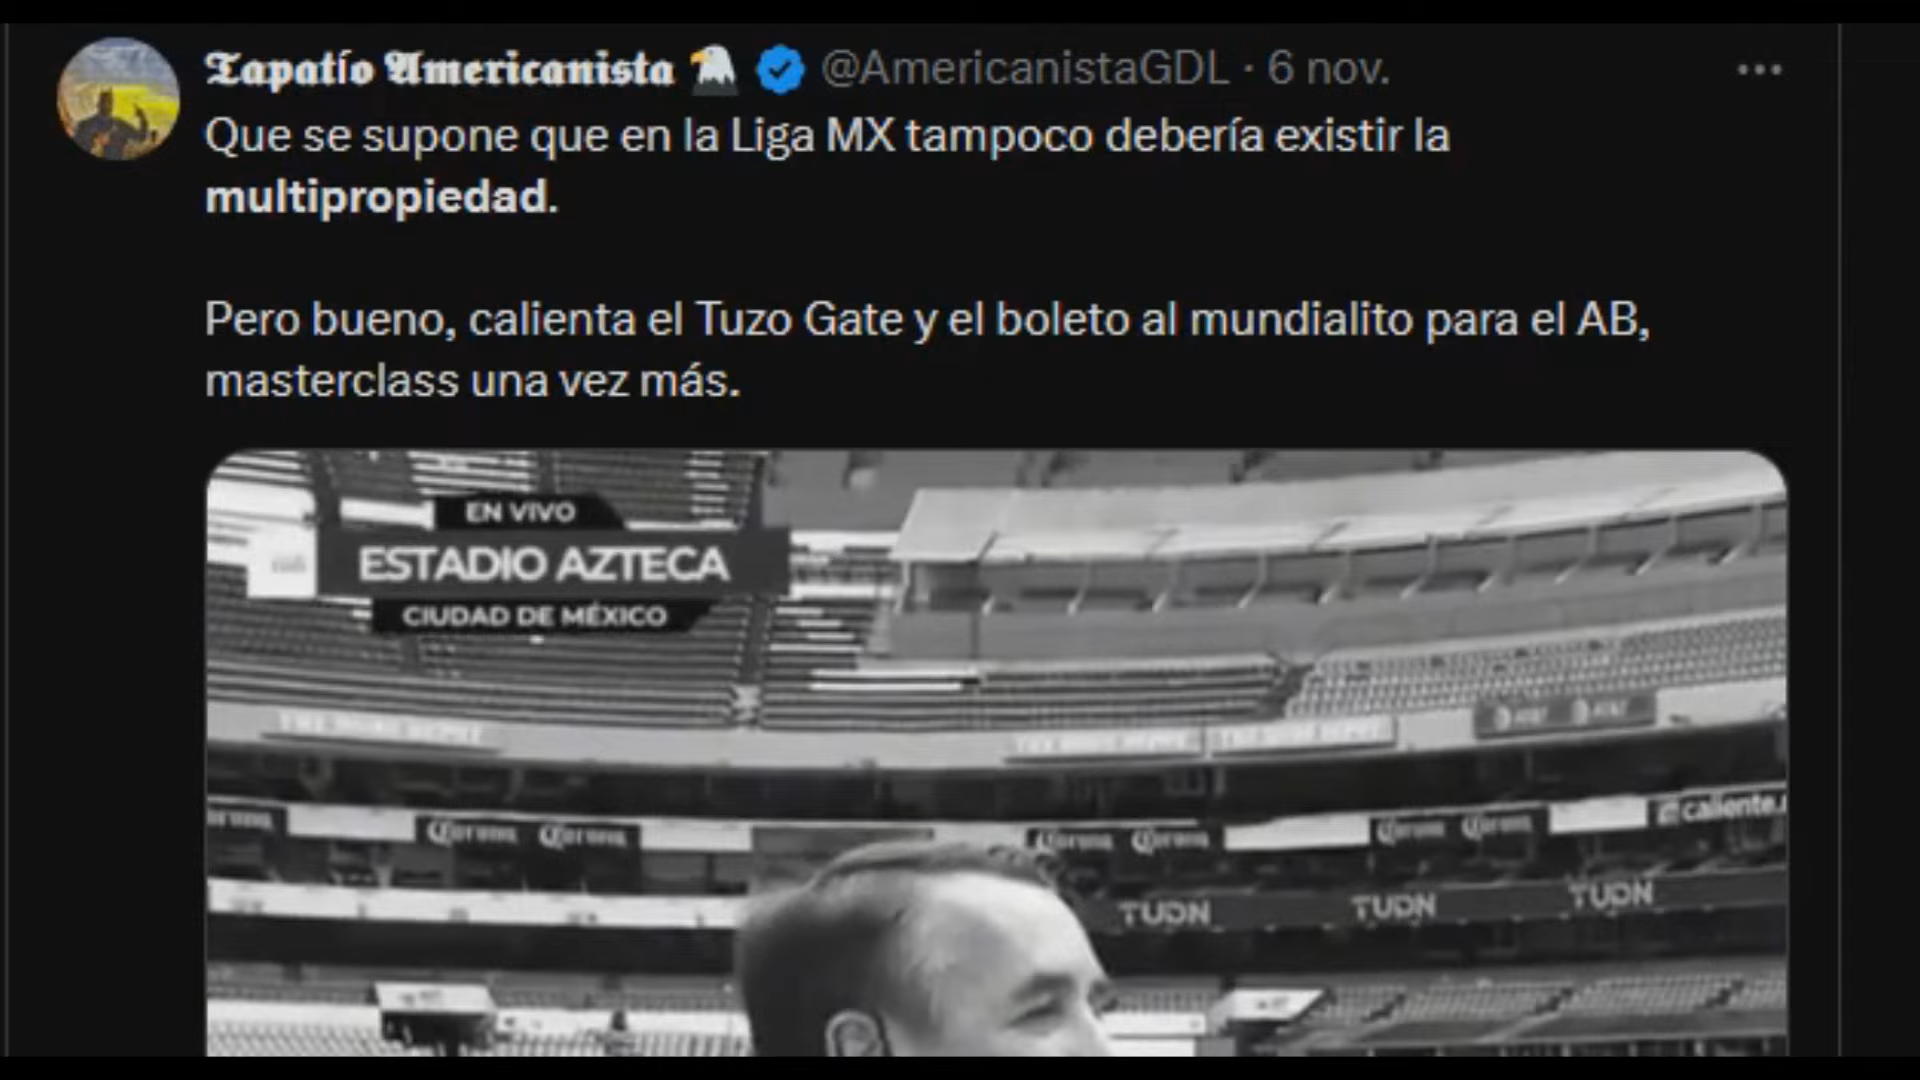 Tapatío Americanista 🦅 @AmericanistaGDL · 6 nov.
Que se supone que en la Liga MX tampoco debería existir la
multipropiedad.
Pero bueno, calienta el Tuzo Gate y el boleto al mundialito para el AB,
masterclass una vez más.
EN VIVO
ESTADIO AZTECA
CIUDAD DE MÉXICO
AT&T AT&T
caliente.
Corona Corona
Corona Corona
Corona Corona
TUDN TUDN TUDN